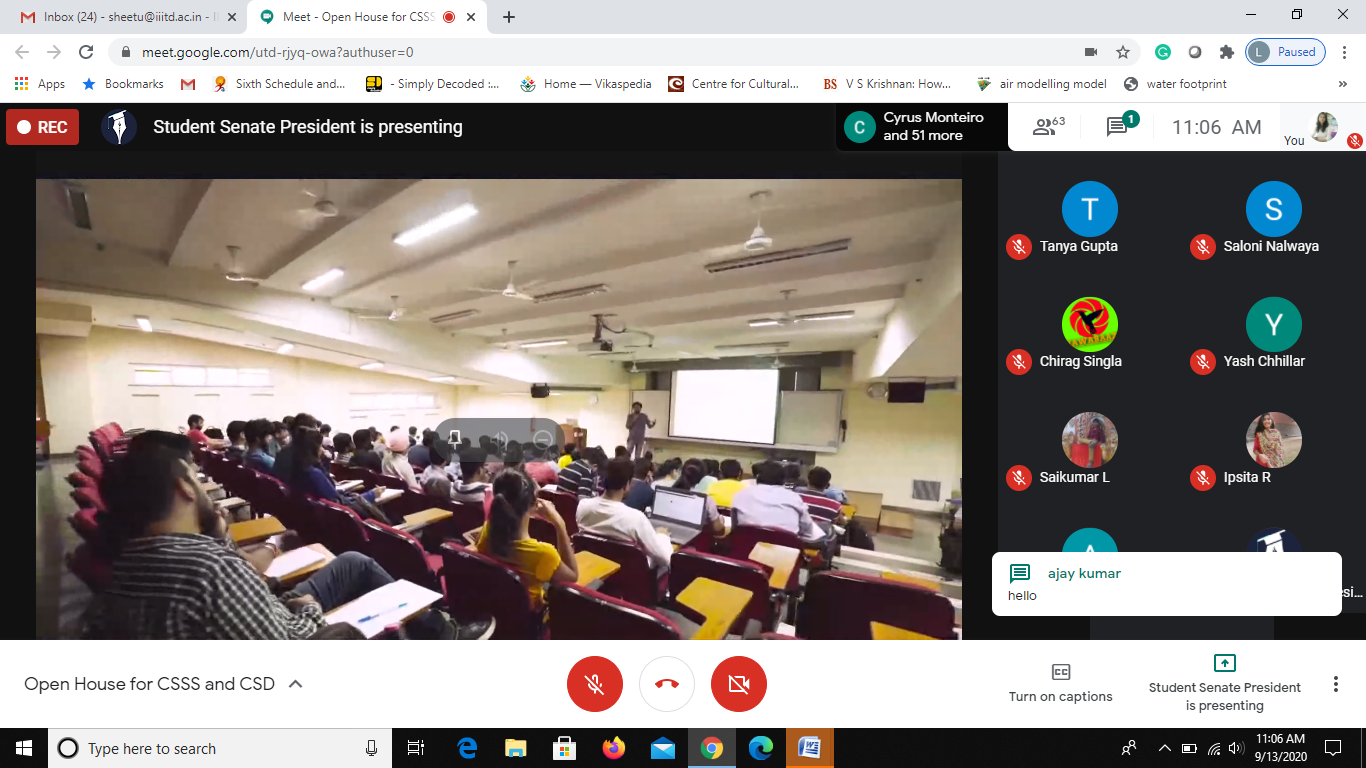 Inbox (24) - sheetu@iiitd.ac.in - I
Meet - Open House for CSSS
meet.google.com/utd-rjyq-owa?authuser=0
L
Paused
Apps
Bookmarks
Sixth Schedule and...
- Simply Decoded :...
Home — Vikaspedia
Centre for Cultural...
BS
V S Krishnan: How...
air modelling model
water footprint
»
REC
Student Senate President is presenting
C
Cyrus Monteiro
and 51 more
63
1
11:06 AM
You
T
S
Tanya Gupta
Saloni Nalwaya
Y
Chirag Singla
Yash Chhillar
Saikumar L
Ipsita R
ajay kumar
hello
esi...
Open House for CSSS and CSD
CC
Turn on captions
Student Senate President
is presenting
Type here to search
11:06 AM
9/13/2020